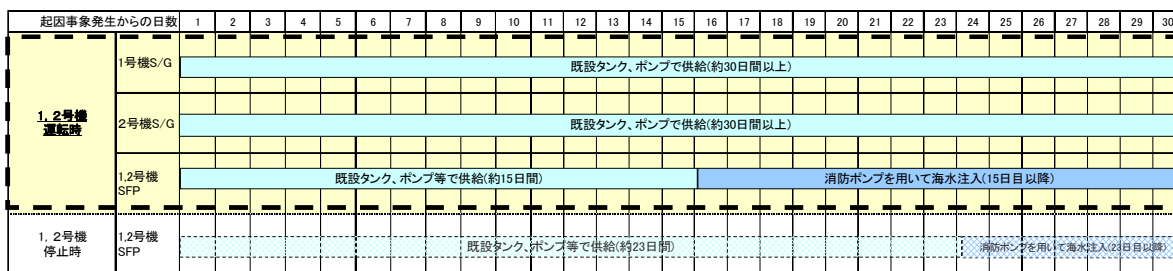 起因事象発生からの日数 1 2 3 4 5 6 7 8 9 10 11 12 13 14 15 16 17 18 19 20 21 22 23 24 25 26 27 28 29 30
1号機S/G
既設タンク、ポンプで供給(約30日間以上)
1, 2号機
運転時
2号機S/G
既設タンク、ポンプで供給(約30日間以上)
1,2号機
SFP
既設タンク、ポンプ等で供給(約15日間) 消防ポンプを用いて海水注入(15日目以降)
1, 2号機
停止時
1,2号機
SFP
既設タンク、ポンプ等で供給(約23日間) 消防ポンプを用いて海水注入(23日目以降)